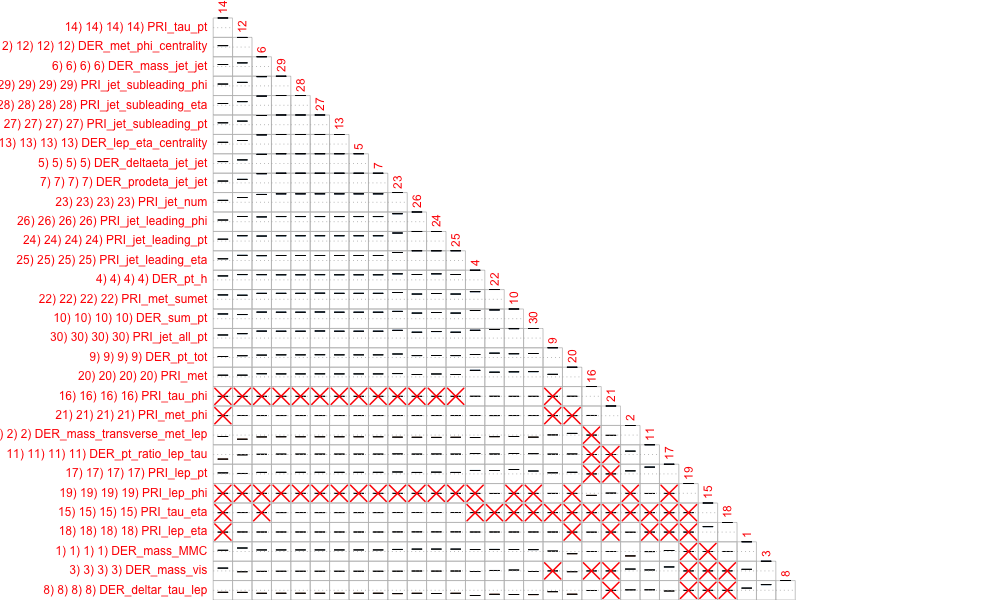 14
14) 14) 14) 14) PRI_tau_pt
12
2) 12) 12) 12) DER_met_phi_centrality
6
6) 6) 6) 6) DER_mass_jet_jet
29
29) 29) 29) 29) PRI_jet_subleading_phi
28
28) 28) 28) 28) PRI_jet_subleading_eta
27
27) 27) 27) 27) PRI_jet_subleading_pt
13
13) 13) 13) 13) DER_lep_eta_centrality
5
5) 5) 5) 5) DER_deltaeta_jet_jet
7
7) 7) 7) 7) DER_prodeta_jet_jet
23
23) 23) 23) 23) PRI_jet_num
26
26) 26) 26) 26) PRI_jet_leading_phi
24
24) 24) 24) 24) PRI_jet_leading_pt
25
25) 25) 25) 25) PRI_jet_leading_eta
4
4) 4) 4) 4) DER_pt_h
22
22) 22) 22) 22) PRI_met_sumet
10
10) 10) 10) 10) DER_sum_pt
30
30) 30) 30) 30) PRI_jet_all_pt
9
9) 9) 9) 9) DER_pt_tot
20
20) 20) 20) 20) PRI_met
16
16) 16) 16) 16) PRI_tau_phi
21
21) 21) 21) 21) PRI_met_phi
2
) 2) 2) DER_mass_transverse_met_lep
11
11) 11) 11) 11) DER_pt_ratio_lep_tau
17
17) 17) 17) 17) PRI_lep_pt
19
19) 19) 19) 19) PRI_lep_phi
15
15) 15) 15) 15) PRI_tau_eta
18
18) 18) 18) 18) PRI_lep_eta
1
1) 1) 1) 1) DER_mass_MMC
3
3) 3) 3) 3) DER_mass_vis
8
8) 8) 8) 8) DER_deltar_tau_lep